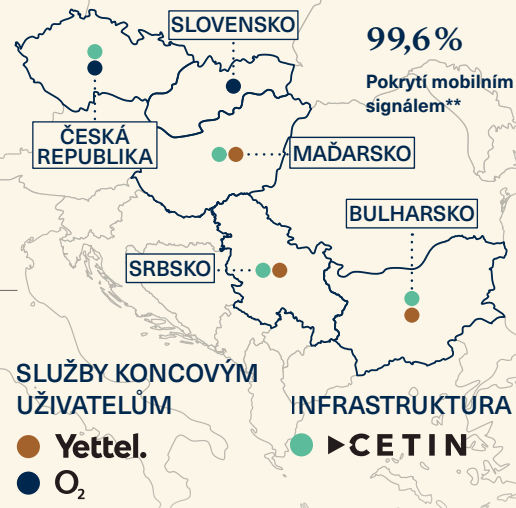 SLOVENSKO
99,6 %
Pokrytí mobilním
signálem**
ČESKÁ
REPUBLIKA
MAĎARSKO
BULHARSKO
SRBSKO
SLUŽBY KONCOVÝM
UŽIVATELŮM
Yettel.
O₂
INFRASTRUKTURA
CETIN